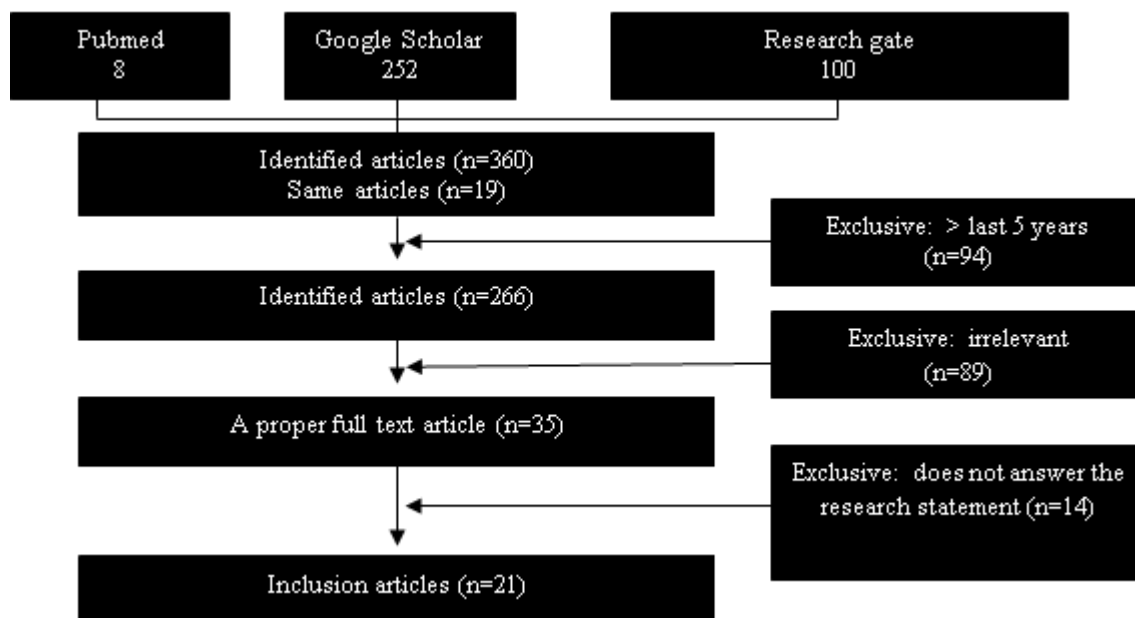 Pubmed
8
Google Scholar
252
Research gate
100
Identified articles (n=360)
Same articles (n=19)
Exclusive: > last 5 years
(n=94)
Identified articles (n=266)
Exclusive: irrelevant
(n=89)
A proper full text article (n=35)
Exclusive: does not answer the
research statement (n=14)
Inclusion articles (n=21)